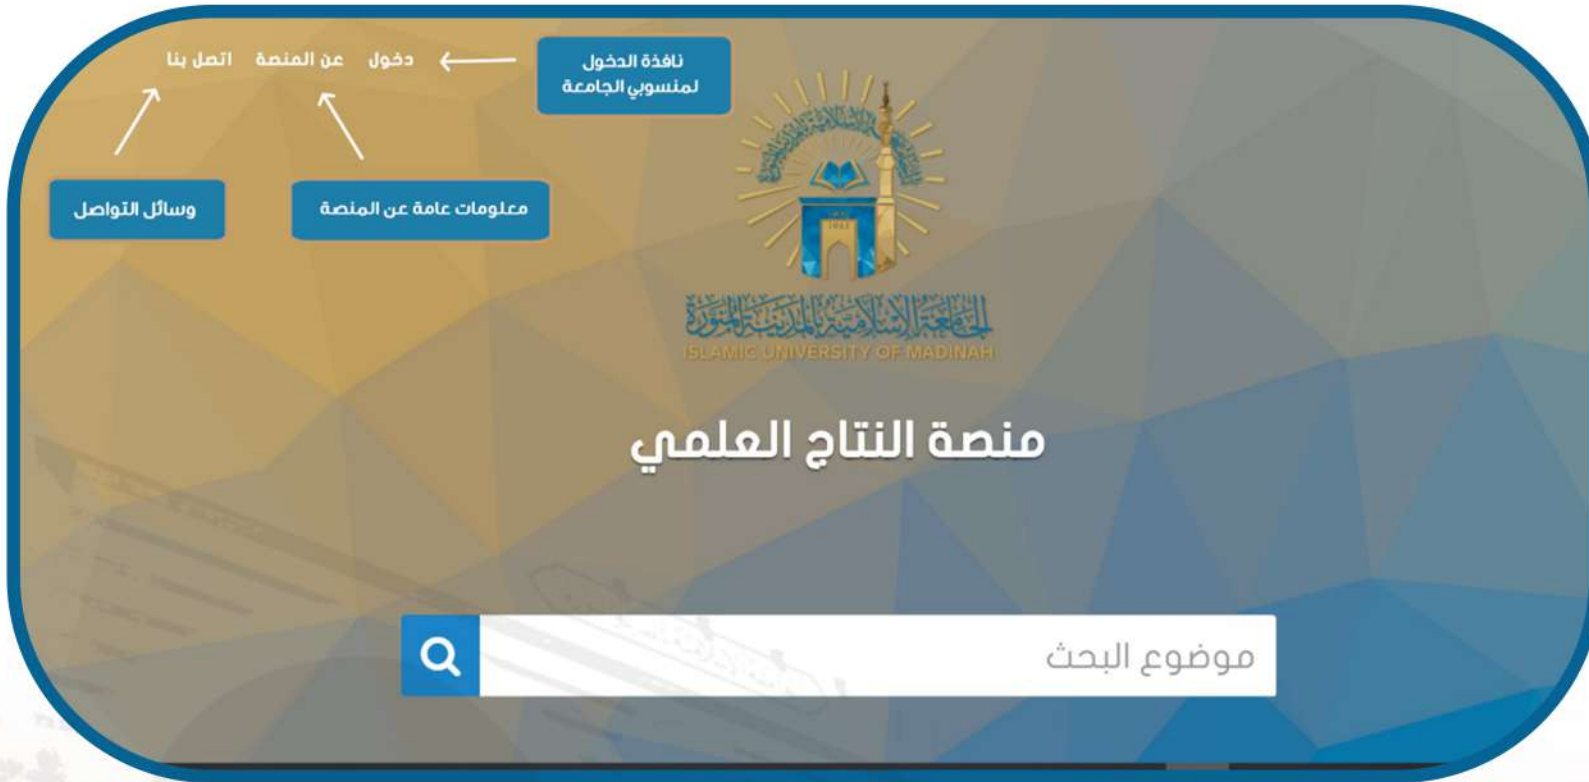 دخول عن المنصة اتصل بنا
نافذة الدخول
لمنسوبي الجامعة
معلومات عامة عن المنصة
وسائل التواصل
الجامعة الإسلامية بالمدينة المنورة
ISLAMIC UNIVERSITY OF MADINAH
منصة النتاج العلمي
موضوع البحث